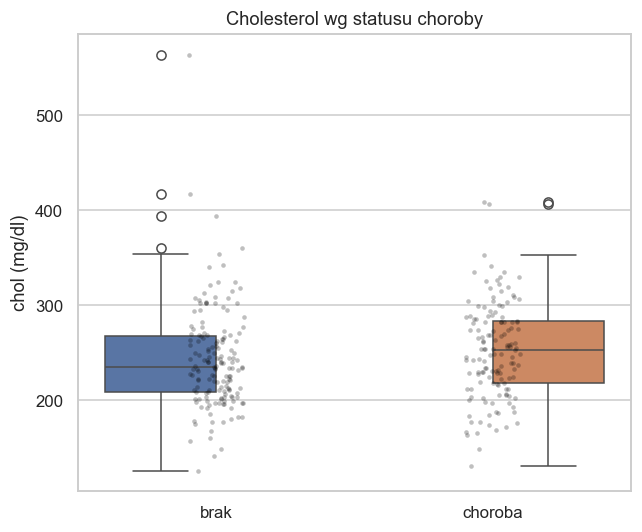 Cholesterol wg statusu choroby
chol (mg/dl)
500
400
300
200
brak
choroba